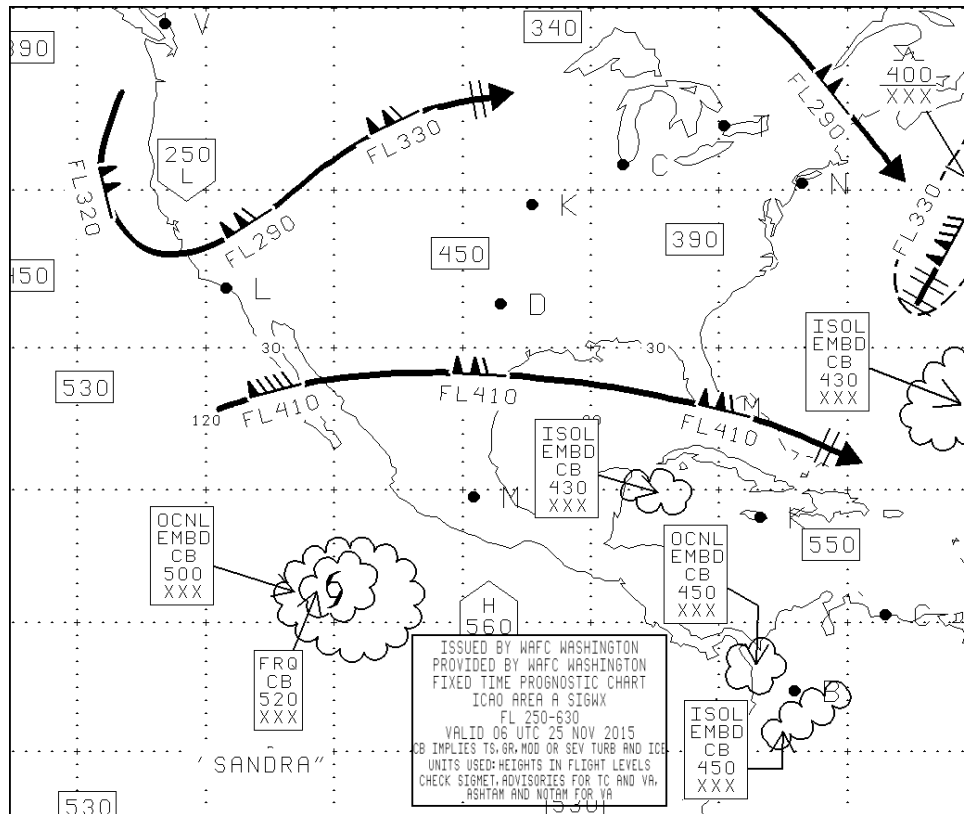 390
V
340
400
XXX
FL290
FL330
T
250
L
C
N
FL320
K
FL290
FL330
450
390
450
L
D
ISOL
EMBD
CB
430
XXX
30
30
530
FL410
FL410
M
120
90
FL410
ISOL
EMBD
CB
430
XXX
M
OCNL
EMBD
CB
500
XXX
K
550
OCNL
EMBD
CB
450
XXX
H
560
C
FRQ
CB
520
XXX
ISSUED BY WAFC WASHINGTON
PROVIDED BY WAFC WASHINGTON
FIXED TIME PROGNOSTIC CHART
ICAO AREA A SIGWX
FL 250-630
VALID 06 UTC 25 NOV 2015
CB IMPLIES TS,GR,MOD OR SEV TURB AND ICE
UNITS USED: HEIGHTS IN FLIGHT LEVELS
CHECK SIGMET, ADVISORIES FOR TC AND VA,
ASHTAM AND NOTAM FOR VA
B
ISOL
EMBD
CB
450
XXX
'SANDRA"
530
530